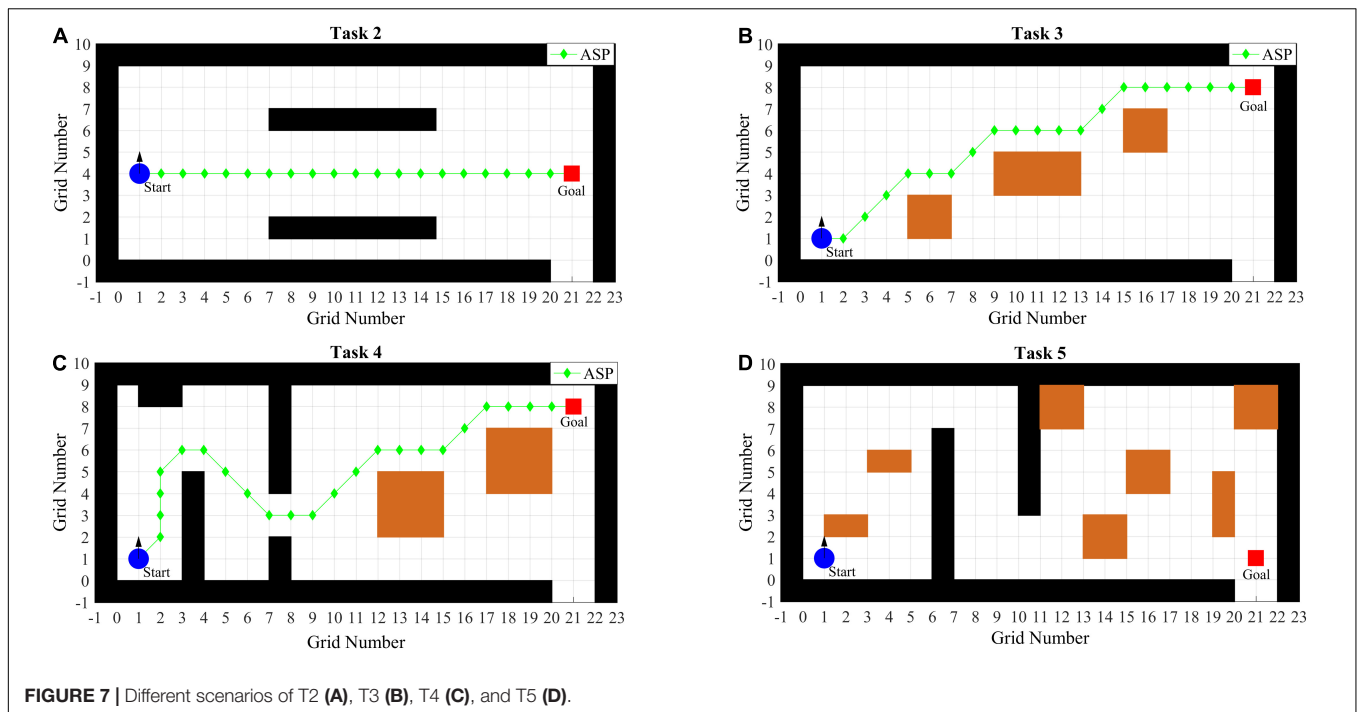 A
Task 2
10
9
8
7
6
5
4
3
2
1
0
-1
Grid Number
ASP
Start
Goal
-1 0 1 2 3 4 5 6 7 8 9 10 11 12 13 14 15 16 17 18 19 20 21 22 23
Grid Number
B
Task 3
10
9
8
7
6
5
4
3
2
1
0
-1
Grid Number
ASP
Goal
Start
-1 0 1 2 3 4 5 6 7 8 9 10 11 12 13 14 15 16 17 18 19 20 21 22 23
Grid Number
C
Task 4
10
9
8
7
6
5
4
3
2
1
0
-1
Grid Number
ASP
Goal
Start
-1 0 1 2 3 4 5 6 7 8 9 10 11 12 13 14 15 16 17 18 19 20 21 22 23
Grid Number
D
Task 5
10
9
8
7
6
5
4
3
2
1
0
-1
Grid Number
Start
Goal
-1 0 1 2 3 4 5 6 7 8 9 10 11 12 13 14 15 16 17 18 19 20 21 22 23
Grid Number
FIGURE 7 | Different scenarios of T2 (A), T3 (B), T4 (C), and T5 (D).